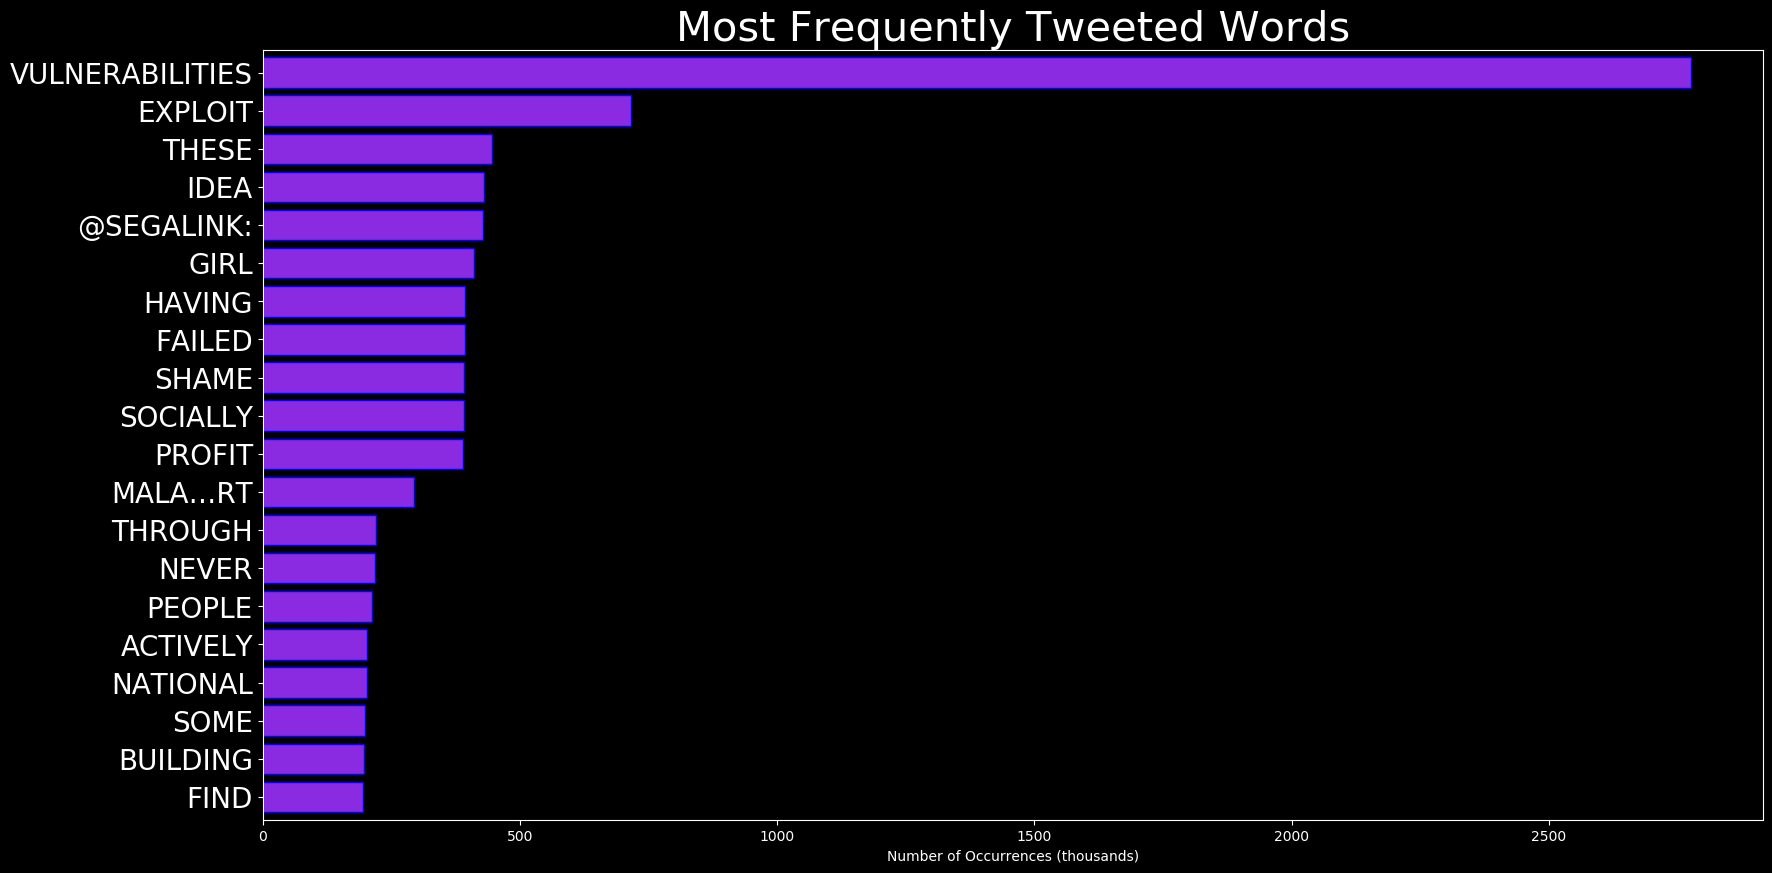 Most Frequently Tweeted Words
VULNERABILITIES
EXPLOIT
THESE
IDEA
@SEGALINK:
GIRL
HAVING
FAILED
SHAME
SOCIALLY
PROFIT
MALA…RT
THROUGH
NEVER
PEOPLE
ACTIVELY
NATIONAL
SOME
BUILDING
FIND
0 500 1000 1500 2000 2500
Number of Occurrences (thousands)